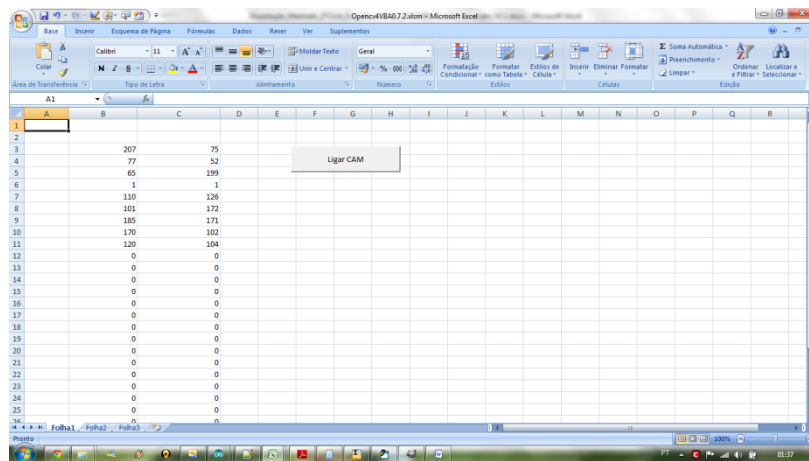 Opencv4VBA0.7.2.xlsm - Microsoft Excel
Base Inserir Esquema de Página Fórmulas Dados Rever Ver Suplementos
Colar
Calibri 11
Moldar Texto
Geral
Formatação Condicional
Formatar como Tabela
Estilos de Célula
Inserir Eliminar Formatar
Soma Automática
Preenchimento
Limpar
Ordenar e Filtrar
Localizar e Seleccionar
N I S
Unir e Centrar
% 000
Área de Transferência Tipo de Letra Alinhamento Número Estilos Células Edição
A1 fx
A B C D E F G H I J K L M N O P Q R
1
2
3 207 75
4 77 52 Ligar CAM
5 65 199
6 1 1
7 110 126
8 101 172
9 185 171
10 170 102
11 120 104
12 0 0
13 0 0
14 0 0
15 0 0
16 0 0
17 0 0
18 0 0
19 0 0
20 0 0
21 0 0
22 0 0
23 0 0
24 0 0
25 0 0
26 0 0
Folha1 Folha2 Folha3
Pronto 100%
PT 01:37